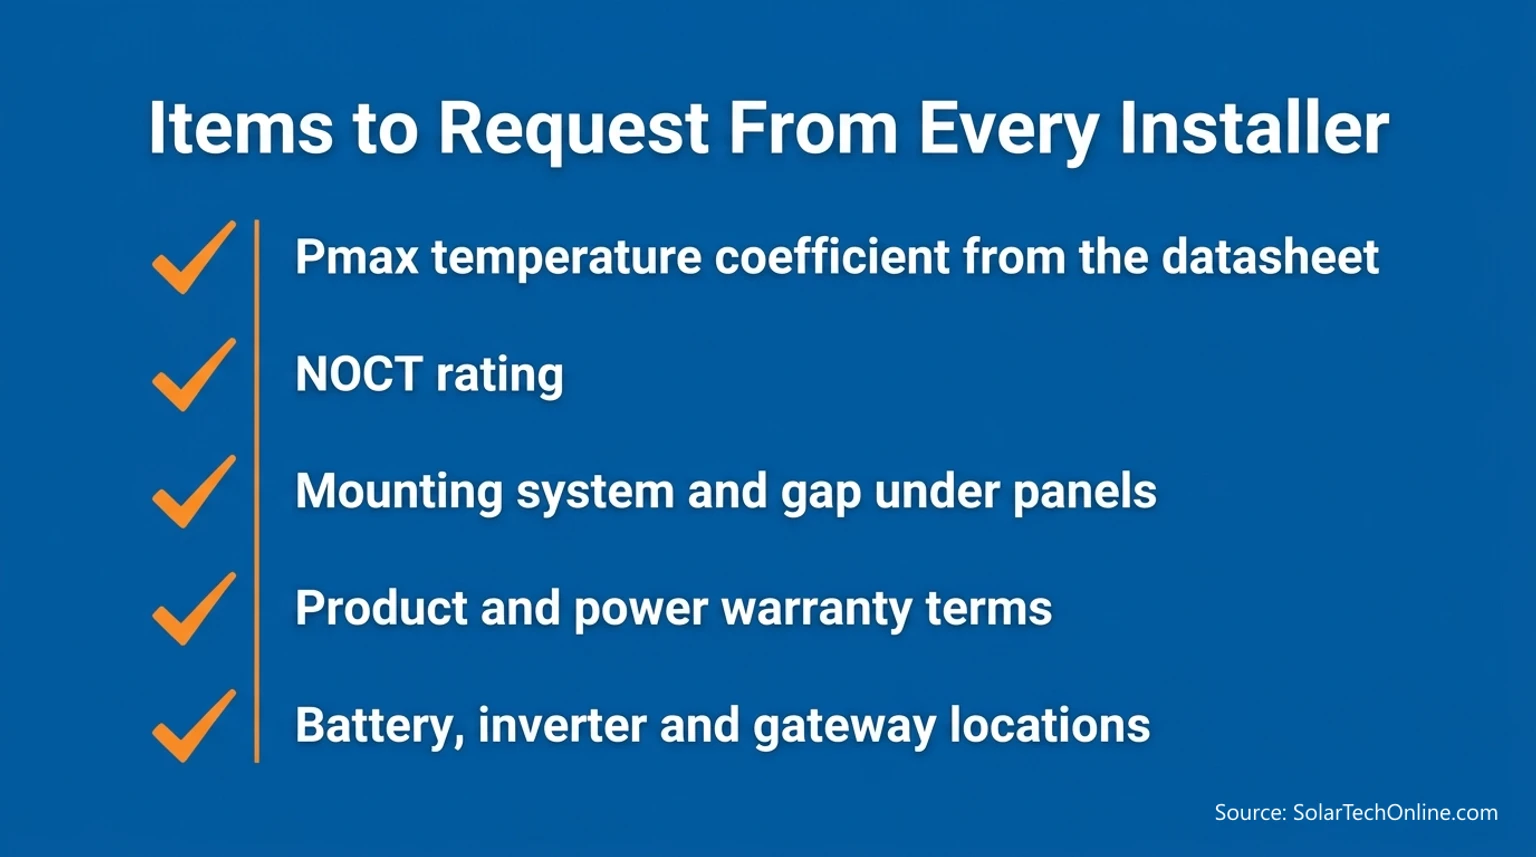 Items to Request From Every Installer
Pmax temperature coefficient from the datasheet
NOCT rating
Mounting system and gap under panels
Product and power warranty terms
Battery, inverter and gateway locations
Source: SolarTechOnline.com